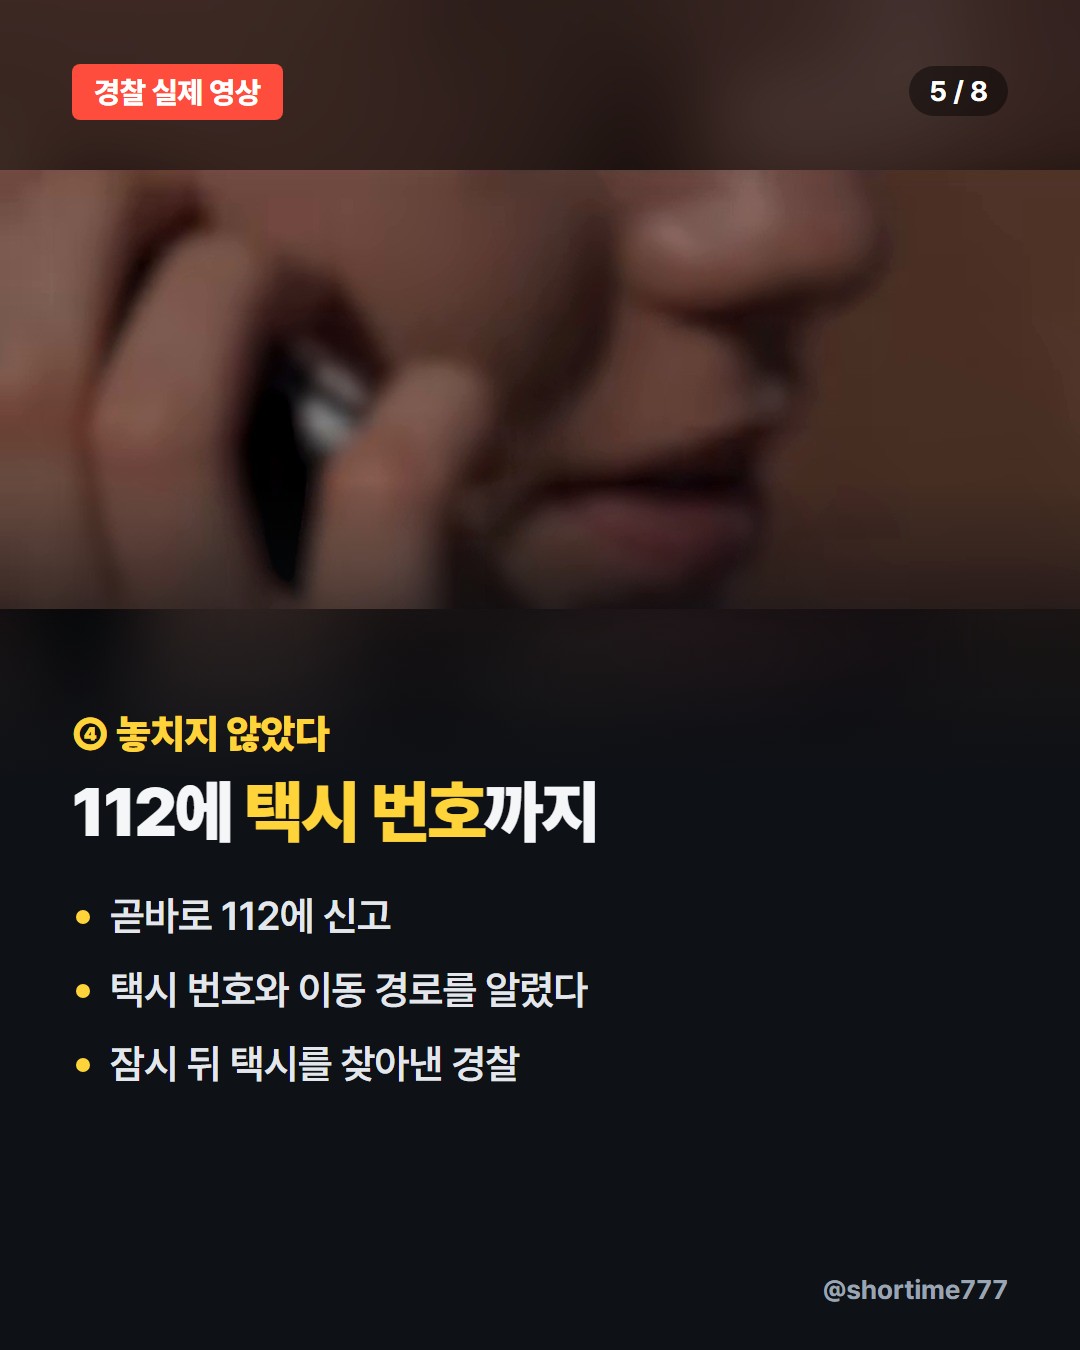 경찰 실제 영상
5 / 8
④ 놓치지 않았다
112에 택시 번호까지
• 곧바로 112에 신고
• 택시 번호와 이동 경로를 알렸다
• 잠시 뒤 택시를 찾아낸 경찰
@shortime777